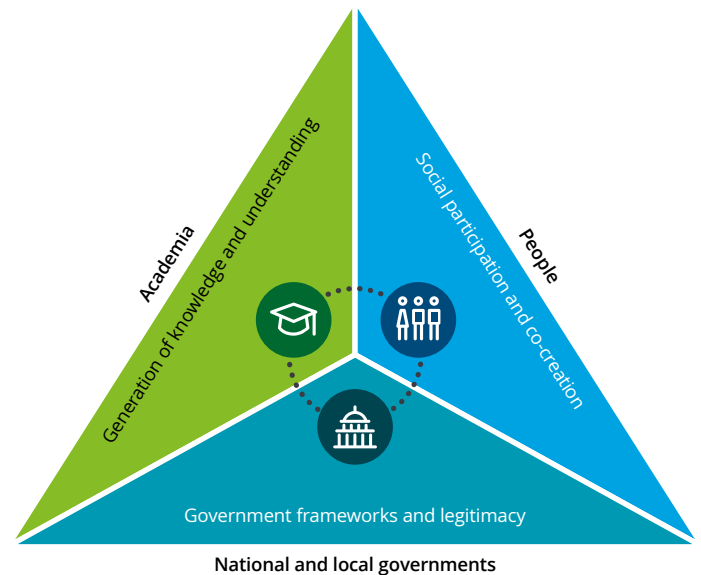 Academia
Generation of knowledge and understanding
Social participation and co-creation
People
Government frameworks and legitimacy
National and local governments